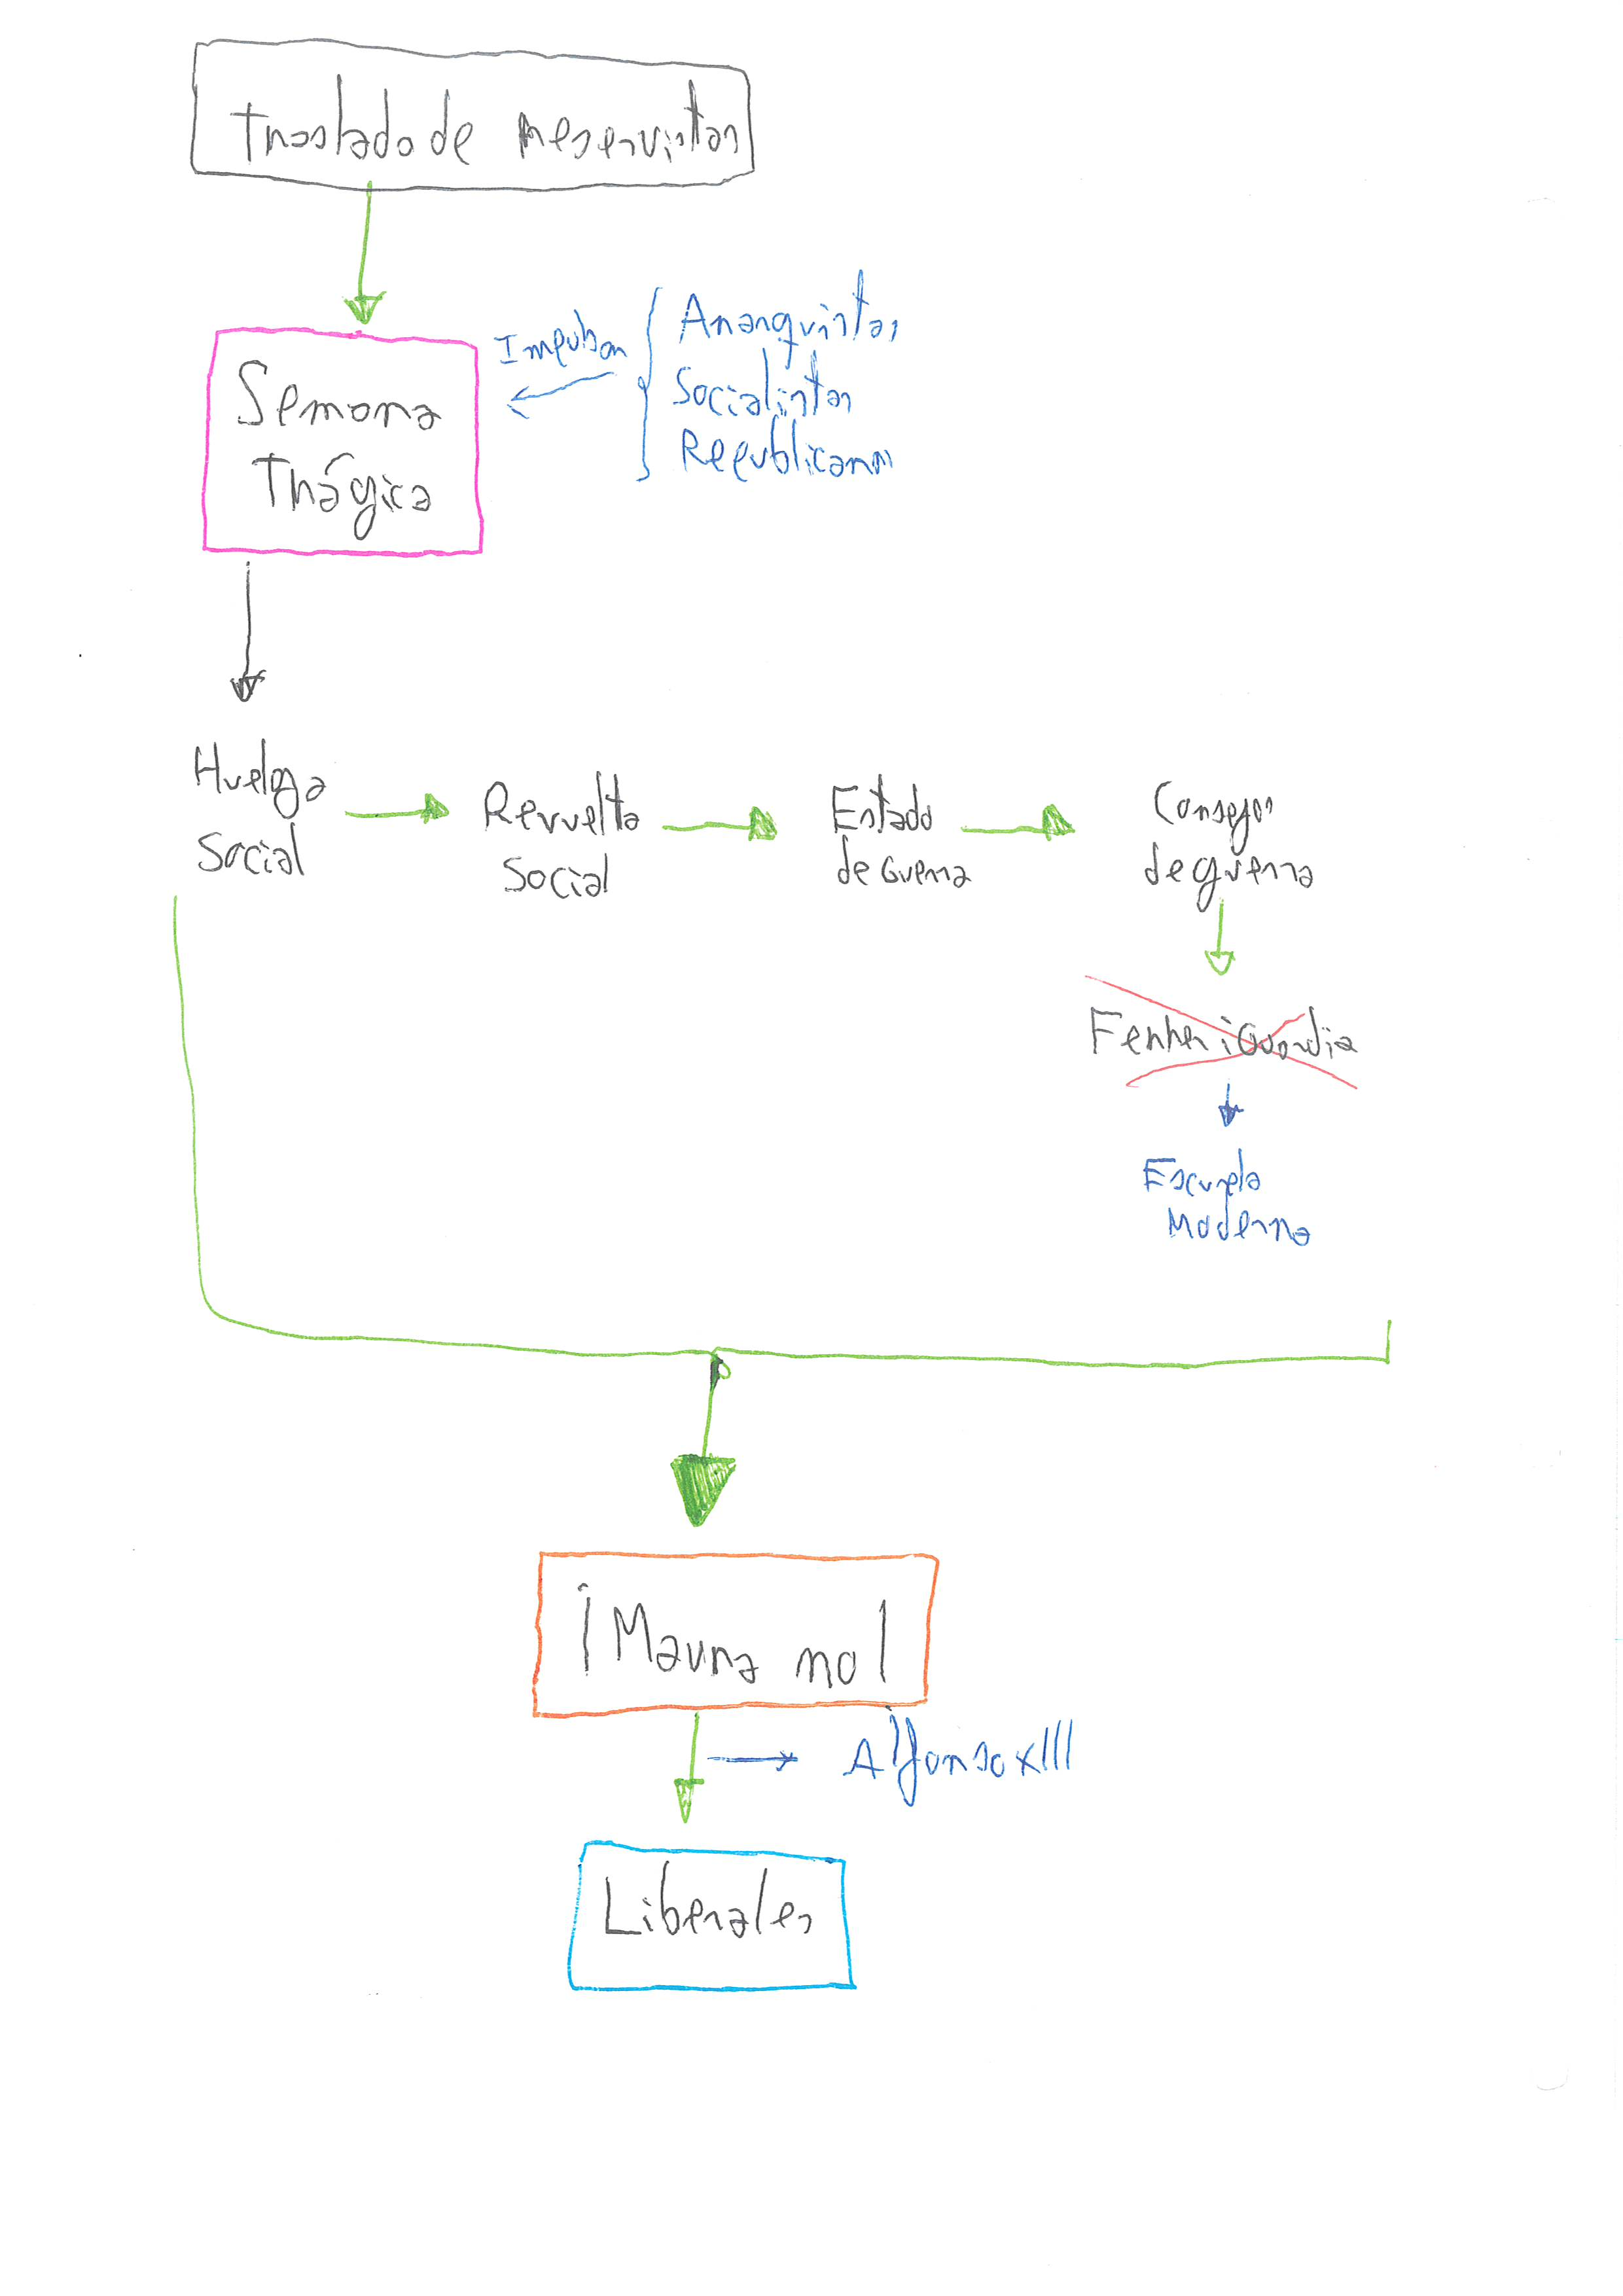 Traslado de reservistas
Impulsan
Anarquistas
Socialistas
Republicanos
Semana
Trágica
Huelga
Social
Revuelta
Social
Estado
de Guerra
Consejos
de guerra
Ferrer i Guardia
Escuela
Moderna
¡Maura no!
Alfonso XIII
Liberales